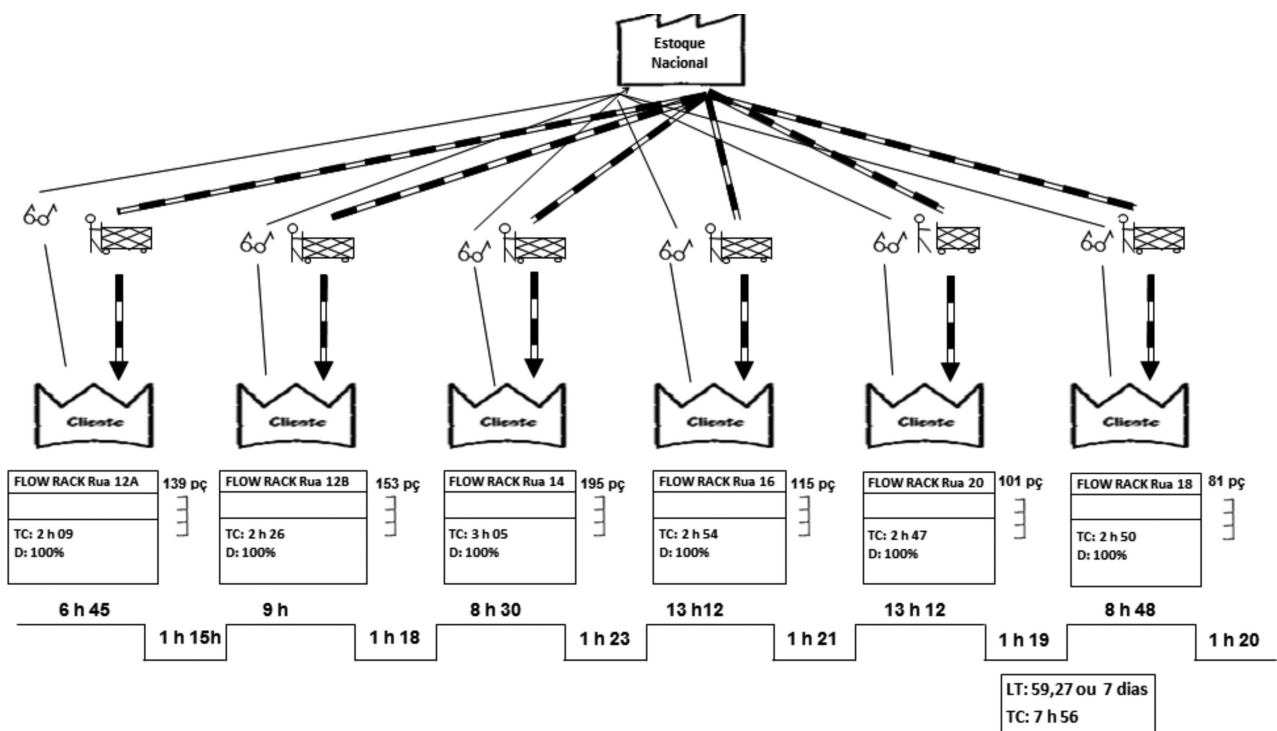 Estoque
Nacional
Cliente
Cliente
Cliente
Cliente
Cliente
Cliente
FLOW RACK Rua 12A
139 pç
TC: 2 h 09
D: 100%
FLOW RACK Rua 12B
153 pç
TC: 2 h 26
D: 100%
FLOW RACK Rua 14
195 pç
TC: 3 h 05
D: 100%
FLOW RACK Rua 16
115 pç
TC: 2 h 54
D: 100%
FLOW RACK Rua 20
101 pç
TC: 2 h 47
D: 100%
FLOW RACK Rua 18
81 pç
TC: 2 h 50
D: 100%
6 h 45
1 h 15h
9 h
1 h 18
8 h 30
1 h 23
13 h12
1 h 21
13 h 12
1 h 19
8 h 48
1 h 20
LT: 59,27 ou 7 dias
TC: 7 h 56